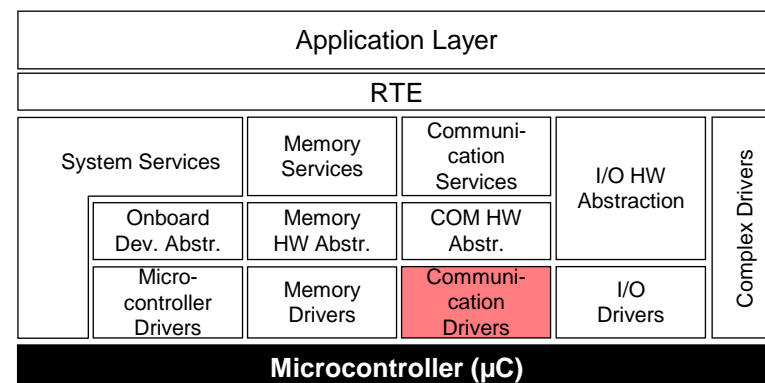 Application Layer
RTE
System Services
Memory
Services
Communi-
cation
Services
I/O HW
Abstraction
Complex Drivers
Onboard
Dev. Abstr.
Memory
HW Abstr.
COM HW
Abstr.
Micro-
controller
Drivers
Memory
Drivers
Communi-
cation
Drivers
I/O
Drivers
Microcontroller (µC)